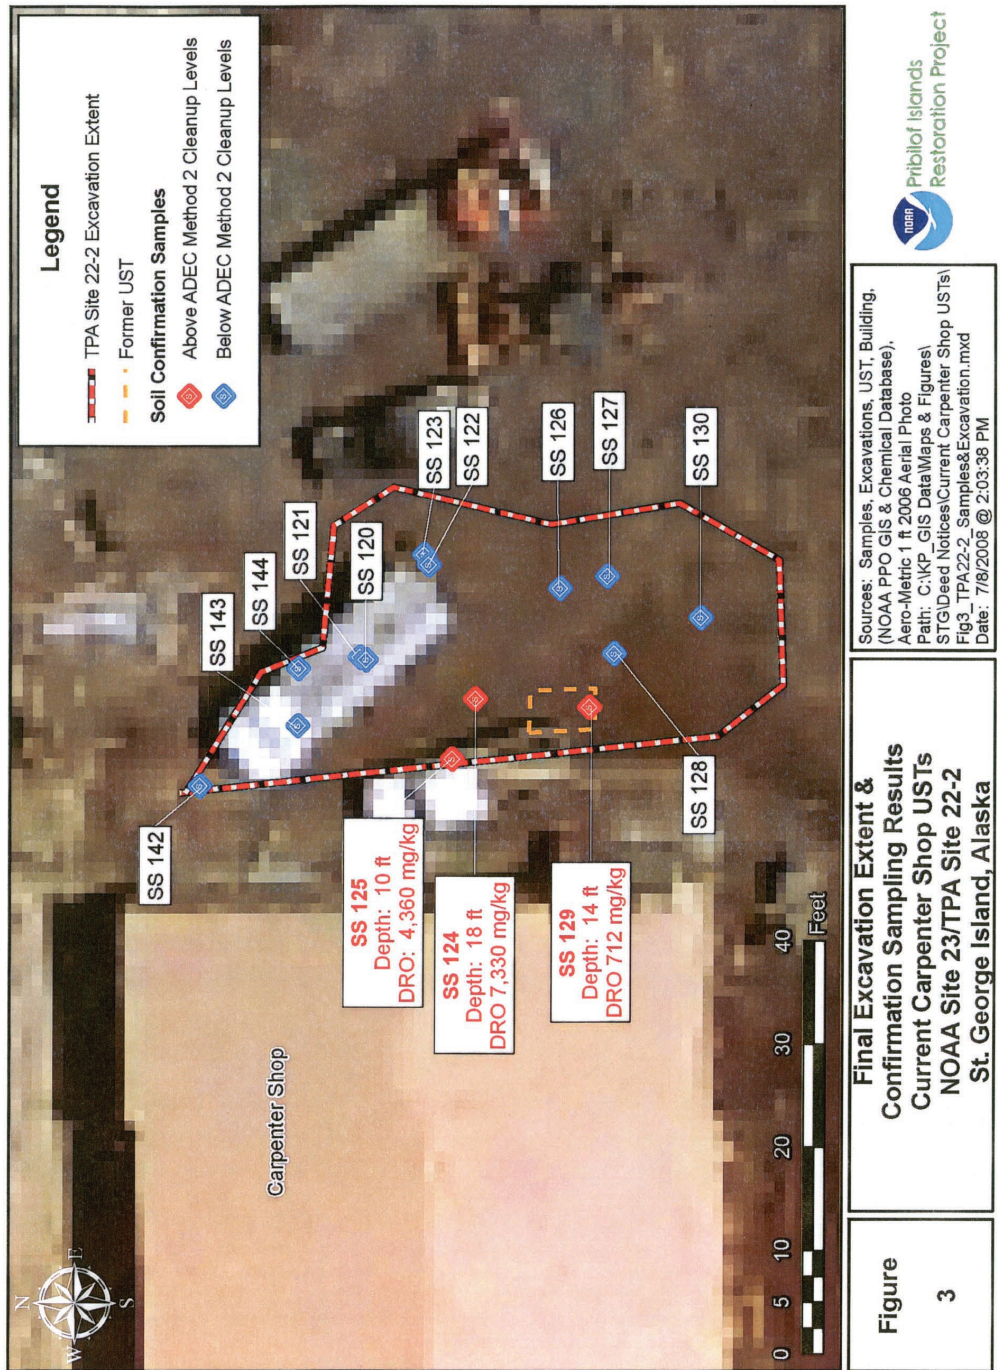 N
W
E
S
Carpenter Shop
Legend
TPA Site 22-2 Excavation Extent
Former UST
Soil Confirmation Samples
Above ADEC Method 2 Cleanup Levels
Below ADEC Method 2 Cleanup Levels
SS 142
SS 143
SS 144
SS 121
SS 120
SS 123
SS 122
SS 125
Depth: 10 ft
DRO: 4,360 mg/kg
SS 124
Depth: 18 ft
DRO 7,330 mg/kg
SS 129
Depth: 14 ft
DRO 712 mg/kg
SS 126
SS 127
SS 128
SS 130
0 5 10 20 30 40
Feet
Figure
3
Final Excavation Extent &
Confirmation Sampling Results
Current Carpenter Shop USTs
NOAA Site 23/TPA Site 22-2
St. George Island, Alaska
Sources: Samples, Excavations, UST, Building,
(NOAA PPO GIS & Chemical Database),
Aero-Metric 1 ft 2006 Aerial Photo
Path: C:\KP_GIS Data\Maps & Figures\
STG\Deed Notices\Current Carpenter Shop USTs\
Fig3_TPA22-2_Samples&Excavation.mxd
Date: 7/8/2008 @ 2:03:38 PM
NOAA
Pribilof Islands
Restoration Project